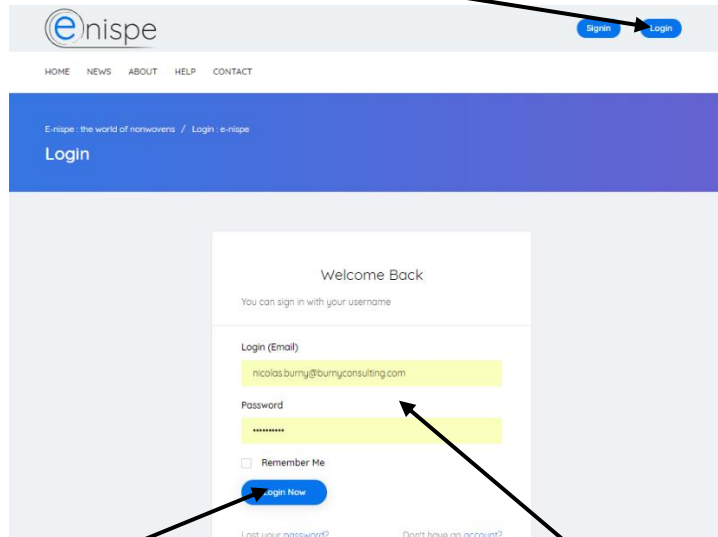 enispe
Signin Login
HOME NEWS ABOUT HELP CONTACT
E-nispe : the world of nonwovens / Login : e-nispe
Login
Welcome Back
You can sign in with your username
Login (Email)
nicolas.burny@burnyconsulting.com
Password
••••••••••
Remember Me
Login Now
Lost your password? Don't have an account?